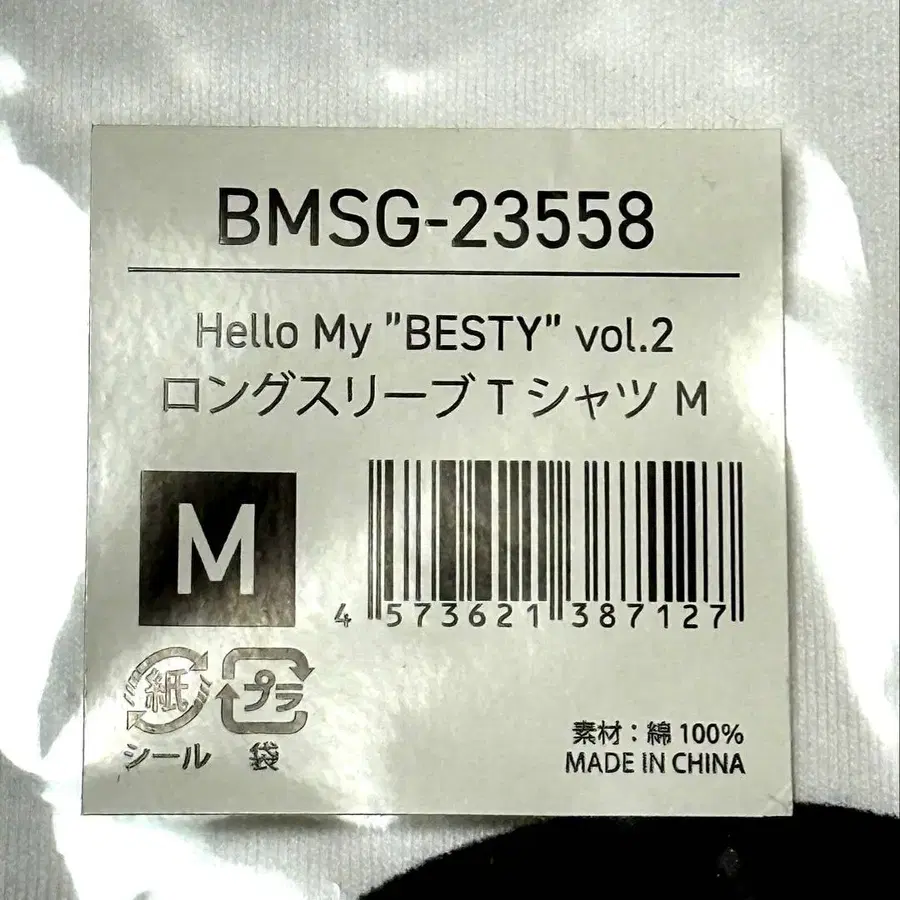 BMSG-23558
Hello My "BESTY" vol.2
ロングスリーブTシャツ M
M
4 573621 387127
紙 プラ
シール 袋
素材：綿 100%
MADE IN CHINA